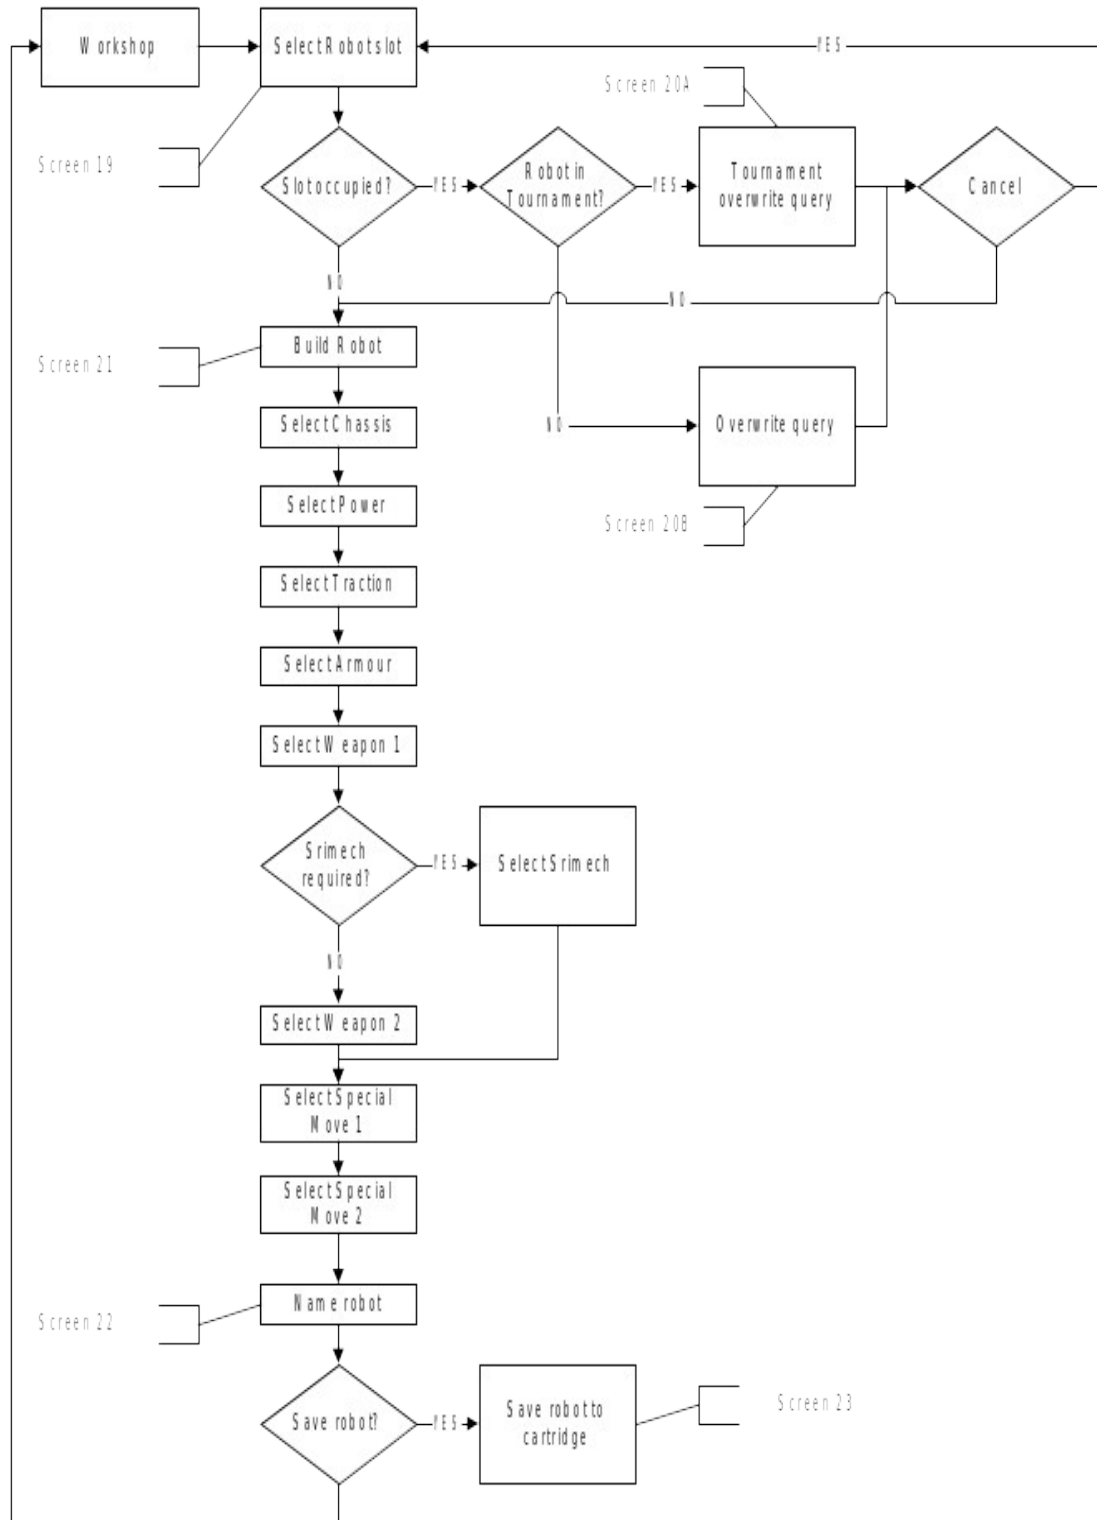 Workshop
Select Robot slot
YES
Screen 20A
Screen 19
Slot occupied?
YES
Robot in
Tournament?
YES
Tournament
overwrite query
Cancel
NO
NO
Screen 21
Build Robot
Select Chassis
NO
Overwrite query
Select Power
Screen 20B
Select Traction
Select Armour
Select Weapon 1
Srimech
required?
YES
Select Srimech
NO
Select Weapon 2
Select Special
Move 1
Select Special
Move 2
Name robot
Screen 22
Save robot?
YES
Save robot to
cartridge
Screen 23